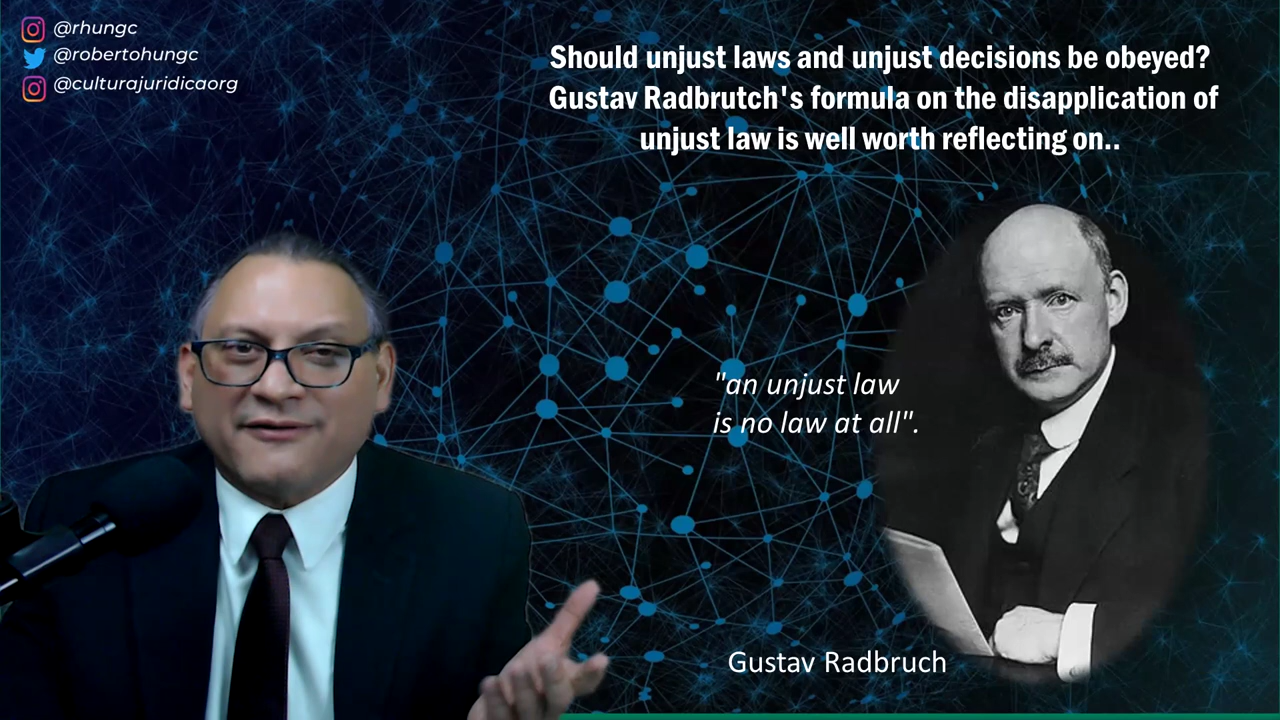 @rhungc
@robertohungc
@culturajuridicaorg
Should unjust laws and unjust decisions be obeyed?
Gustav Radbrutch's formula on the disapplication of
unjust law is well worth reflecting on..
"an unjust law
is no law at all".
Gustav Radbruch